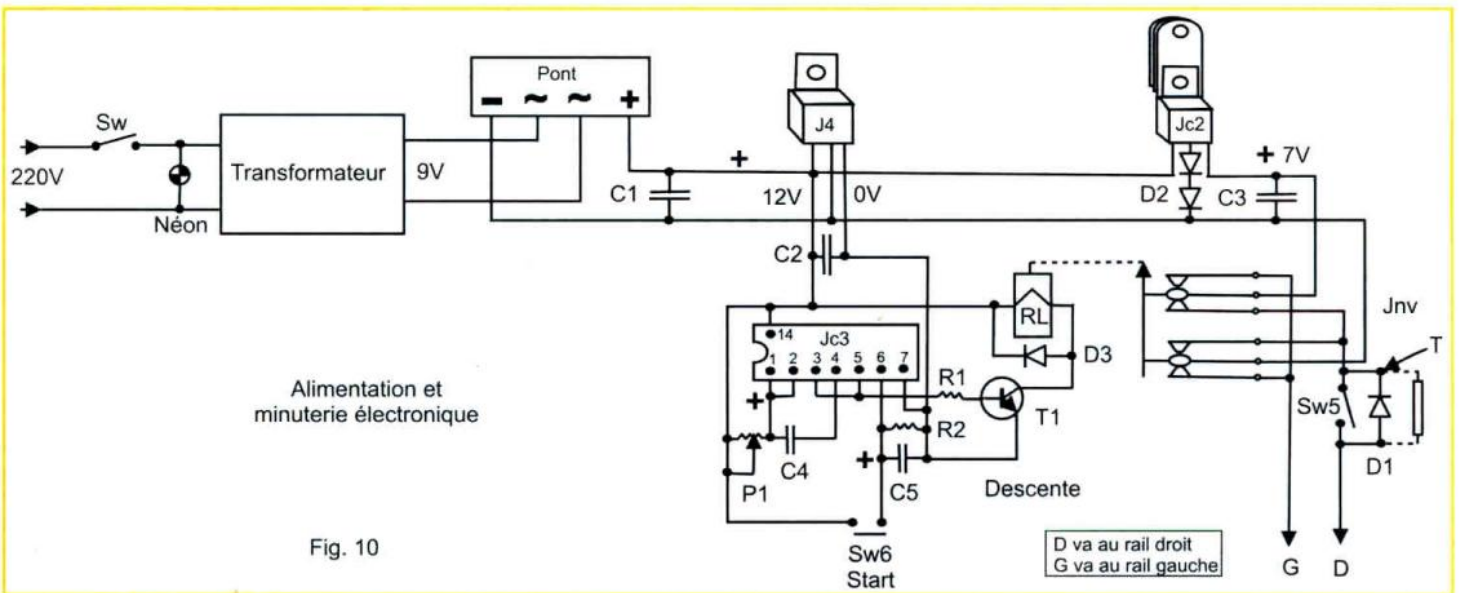 Pont
− ~ ~ +
J4
Jc2
Sw
220V
Néon
Transformateur
9V
C1
+
12V
0V
D2
+ 7V
C3
C2
RL
D3
Jnv
T
14
Jc3
1 2 3 4 5 6 7
R1
T1
Sw5
D1
+
P1
C4
R2
+
C5
Descente
Alimentation et
minuterie électronique
Fig. 10
Sw6
Start
D va au rail droit
G va au rail gauche
G
D